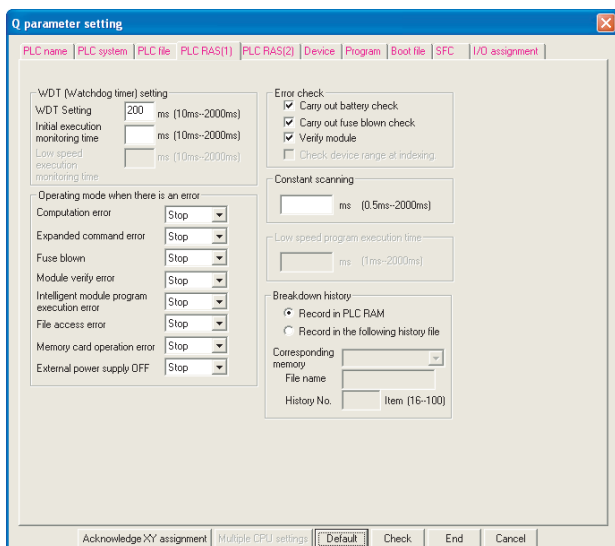 Q parameter setting
PLC name PLC system PLC file PLC RAS(1) PLC RAS(2) Device Program Boot file SFC I/O assignment
WDT (Watchdog timer) setting
WDT Setting 200 ms (10ms--2000ms)
Initial execution
monitoring time ms (10ms--2000ms)
Low speed
execution
monitoring time ms (10ms--2000ms)
Operating mode when there is an error
Computation error Stop
Expanded command error Stop
Fuse blown Stop
Module verify error Stop
Intelligent module program
execution error Stop
File access error Stop
Memory card operation error Stop
External power supply OFF Stop
Error check
Carry out battery check
Carry out fuse blown check
Verify module
Check device range at indexing
Constant scanning
ms (0.5ms--2000ms)
Low speed program execution time
ms (1ms--2000ms)
Breakdown history
Record in PLC RAM
Record in the following history file
Corresponding
memory
File name
History No. Item (16--100)
Acknowledge XY assignment Multiple CPU settings Default Check End Cancel